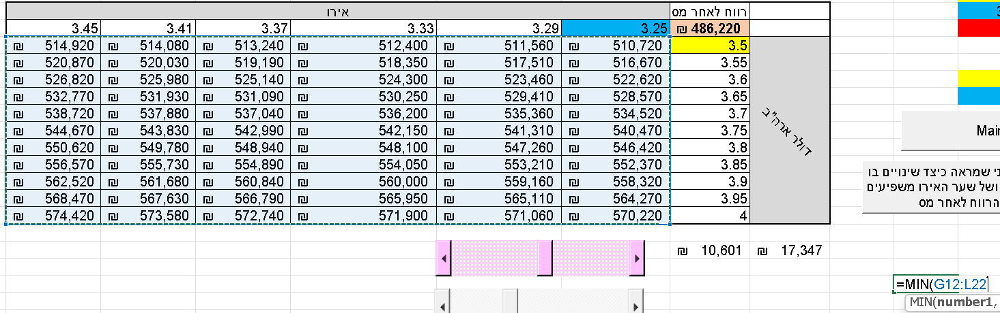 רווח לאחר מס אירו
₪ 486,220 3.25 3.29 3.33 3.37 3.41 3.45
דולר ארה"ב
3.5 ₪ 510,720 ₪ 511,560 ₪ 512,400 ₪ 513,240 ₪ 514,080 ₪ 514,920
3.55 ₪ 516,670 ₪ 517,510 ₪ 518,350 ₪ 519,190 ₪ 520,030 ₪ 520,870
3.6 ₪ 522,620 ₪ 523,460 ₪ 524,300 ₪ 525,140 ₪ 525,980 ₪ 526,820
3.65 ₪ 528,570 ₪ 529,410 ₪ 530,250 ₪ 531,090 ₪ 531,930 ₪ 532,770
3.7 ₪ 534,520 ₪ 535,360 ₪ 536,200 ₪ 537,040 ₪ 537,880 ₪ 538,720
3.75 ₪ 540,470 ₪ 541,310 ₪ 542,150 ₪ 542,990 ₪ 543,830 ₪ 544,670
3.8 ₪ 546,420 ₪ 547,260 ₪ 548,100 ₪ 548,940 ₪ 549,780 ₪ 550,620
3.85 ₪ 552,370 ₪ 553,210 ₪ 554,050 ₪ 554,890 ₪ 555,730 ₪ 556,570
3.9 ₪ 558,320 ₪ 559,160 ₪ 560,000 ₪ 560,840 ₪ 561,680 ₪ 562,520
3.95 ₪ 564,270 ₪ 565,110 ₪ 565,950 ₪ 566,790 ₪ 567,630 ₪ 568,470
4 ₪ 570,220 ₪ 571,060 ₪ 571,900 ₪ 572,740 ₪ 573,580 ₪ 574,420
שמראה כיצד שינויים בו
ושל שער האירו משפיעים
הרווח לאחר מס
₪ 17,347 ₪ 10,601
=MIN(G12:L22
MIN(number1,